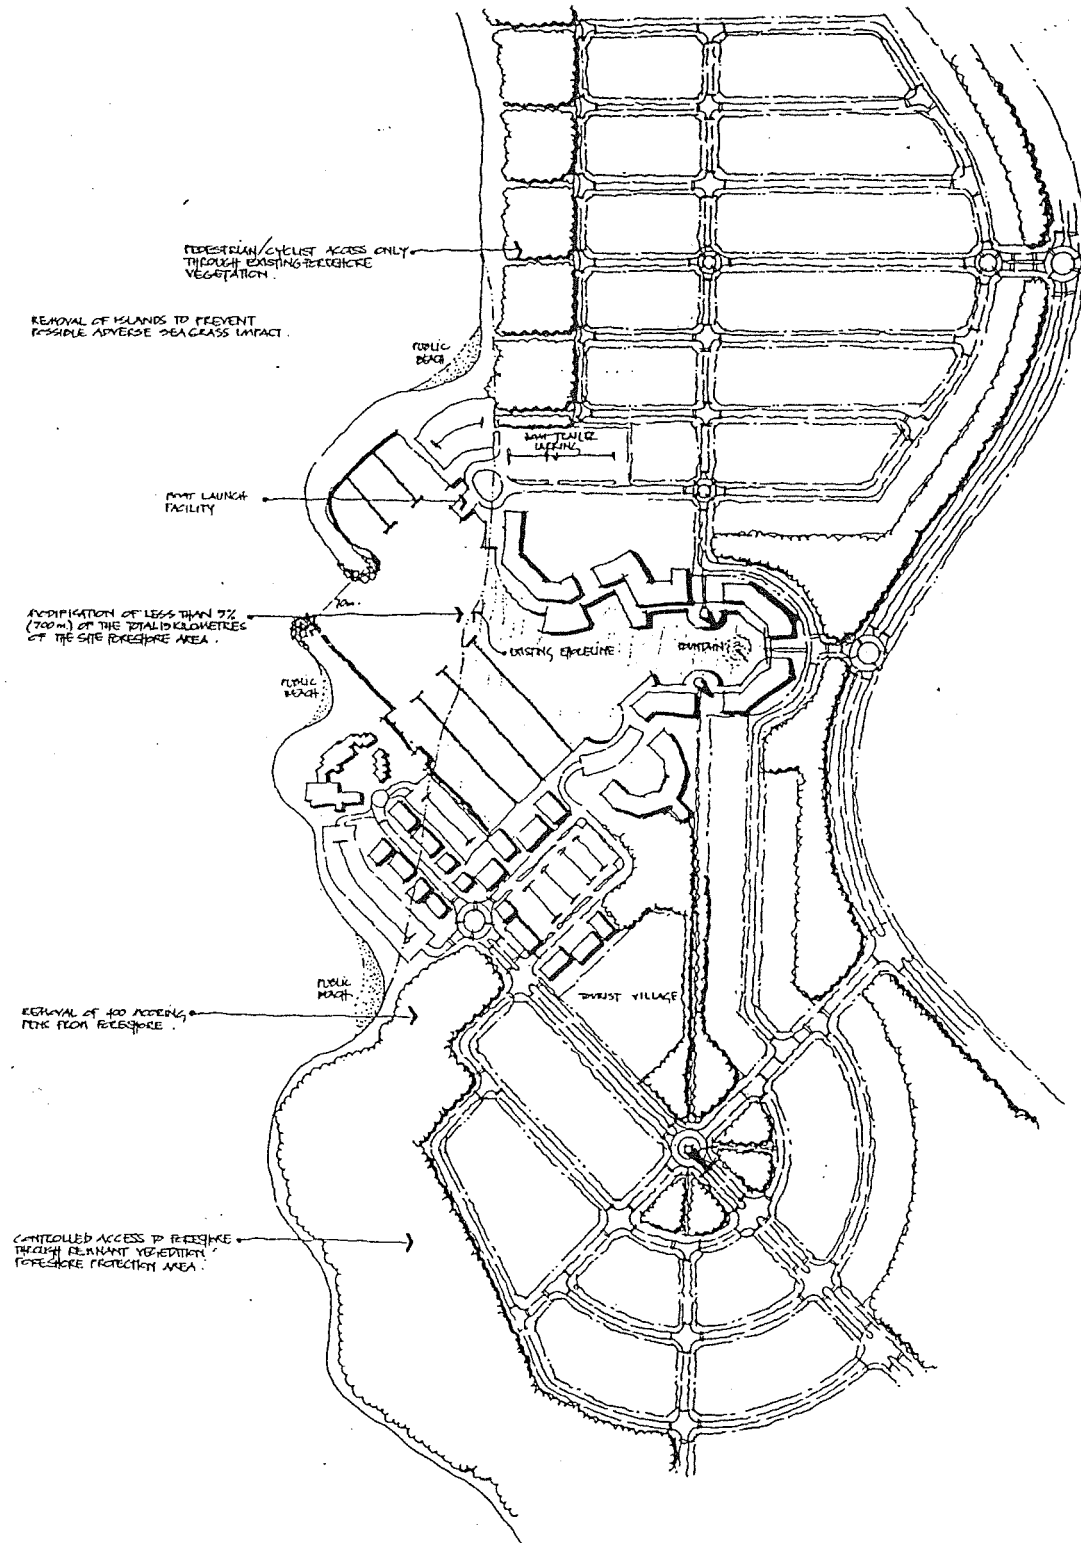 PEDESTRIAN/CYCLIST ACCESS ONLY
THROUGH EXISTING FORESHORE
VEGETATION.
REMOVAL OF ISLANDS TO PREVENT
POSSIBLE ADVERSE SEAGRASS IMPACT.
PUBLIC
BEACH
BOAT TRAILER
PARKING
BOAT LAUNCH
FACILITY
70m.
MODIFICATION OF LESS THAN 5%
(700m) OF THE TOTAL 15 KILOMETRES
OF THE SITE FORESHORE AREA.
EXISTING SHORELINE
FOUNTAIN
PUBLIC
BEACH
PUBLIC
BEACH
TOURIST VILLAGE
REMOVAL OF 400 MOORING
PENS FROM FORESHORE.
CONTROLLED ACCESS TO FORESHORE
THROUGH REMNANT VEGETATION
FORESHORE PROTECTION AREA.